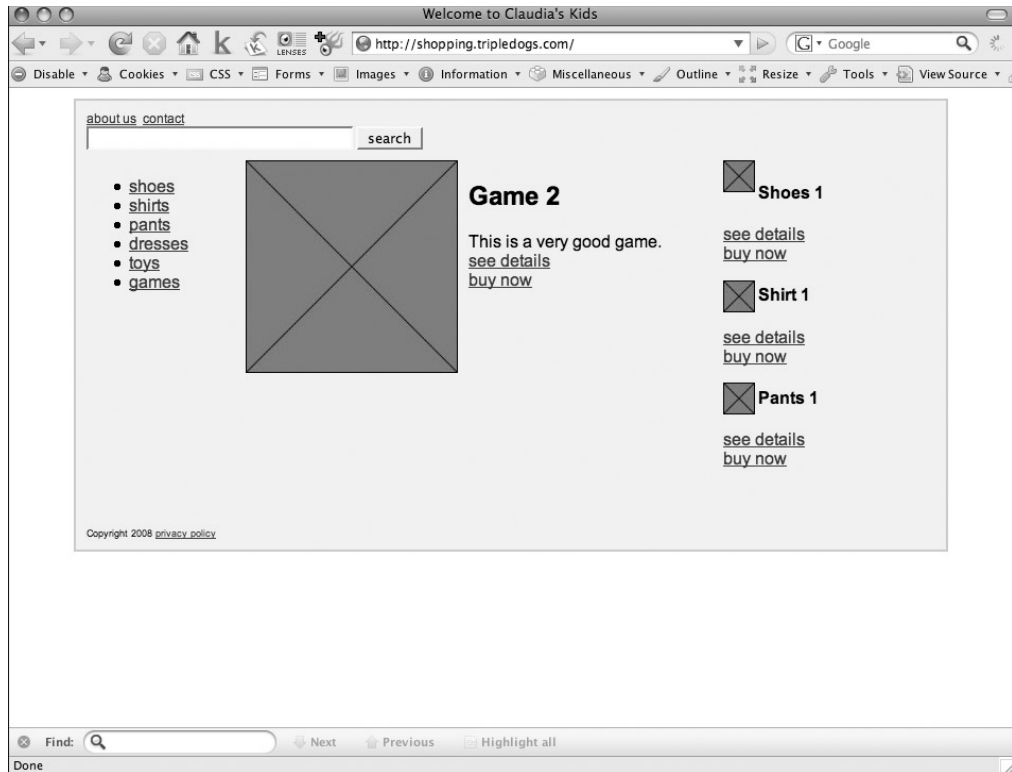 Welcome to Claudia's Kids
k LENSES http://shopping.tripledogs.com/ G Google
Disable Cookies CSS Forms Images Information Miscellaneous Outline Resize Tools View Source
about us contact
search
shoes
shirts
pants
dresses
toys
games
Game 2
This is a very good game.
see details
buy now
Shoes 1
see details
buy now
Shirt 1
see details
buy now
Pants 1
see details
buy now
Copyright 2008 privacy policy
Find: Next Previous Highlight all
Done